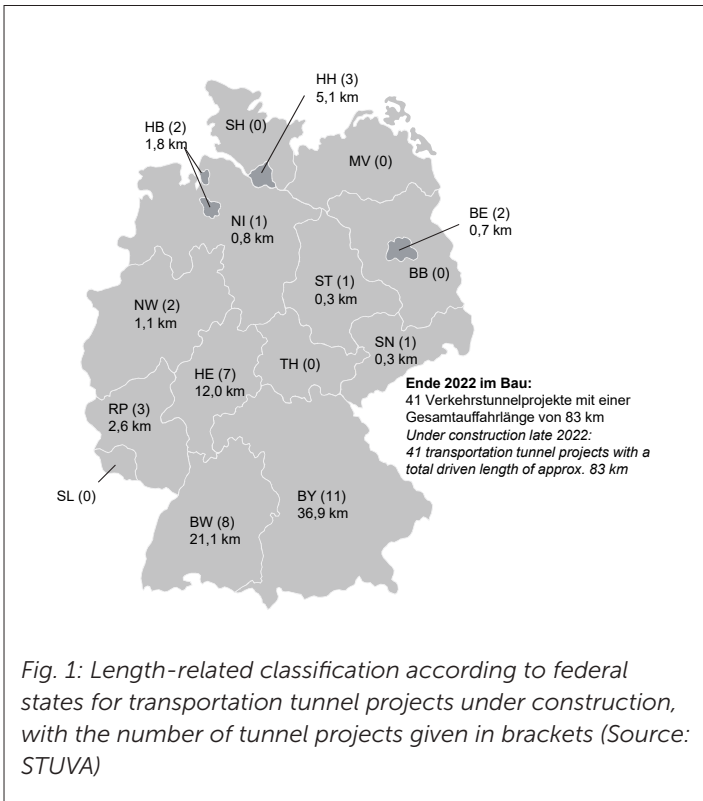 HH (3)
5,1 km
SH (0)
HB (2)
1,8 km
MV (0)
BE (2)
0,7 km
NI (1)
0,8 km
BB (0)
ST (1)
0,3 km
NW (2)
1,1 km
SN (1)
0,3 km
TH (0)
HE (7)
12,0 km
Ende 2022 im Bau:
41 Verkehrstunnelprojekte mit einer
Gesamtauffahrlänge von 83 km
Under construction late 2022:
41 transportation tunnel projects with a
total driven length of approx. 83 km
RP (3)
2,6 km
SL (0)
BY (11)
36,9 km
BW (8)
21,1 km
Fig. 1: Length-related classification according to federal
states for transportation tunnel projects under construction,
with the number of tunnel projects given in brackets (Source:
STUVA)